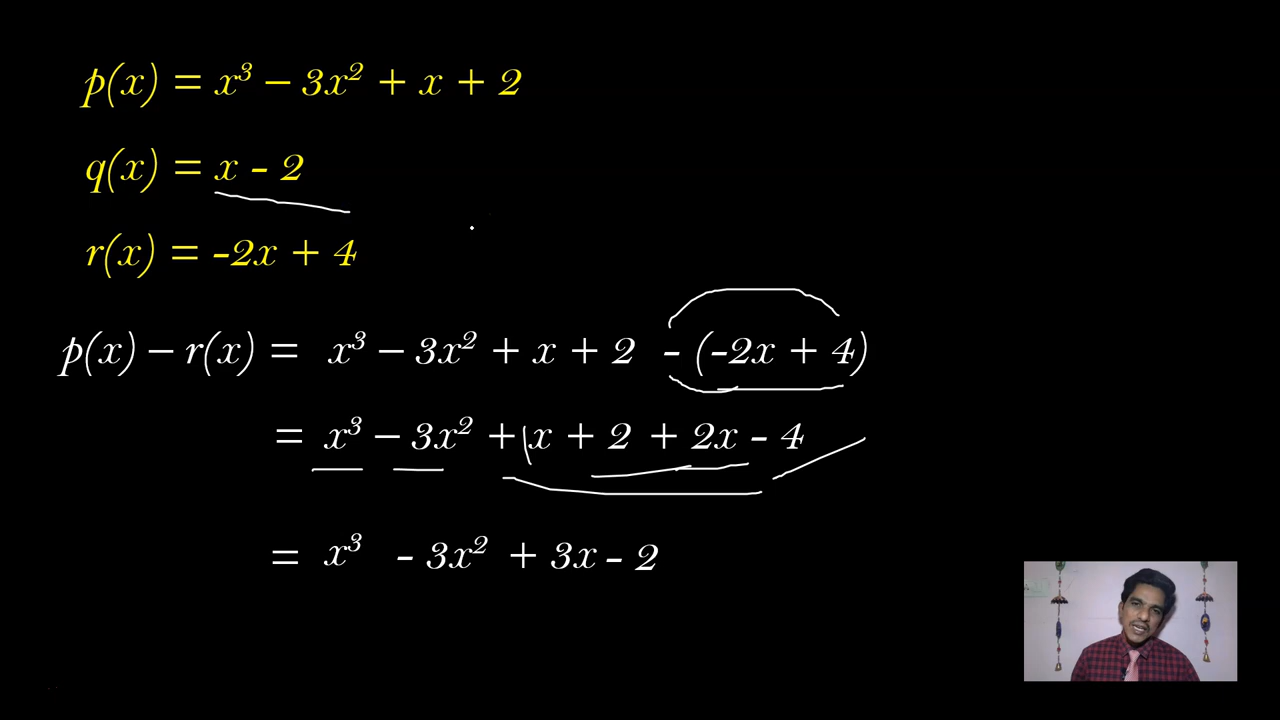 p(x) = x³ – 3x² + x + 2
q(x) = x - 2
r(x) = -2x + 4
p(x) – r(x) = x³ – 3x² + x + 2 - (-2x + 4)
= x³ – 3x² + x + 2 + 2x - 4
= x³ - 3x² + 3x - 2